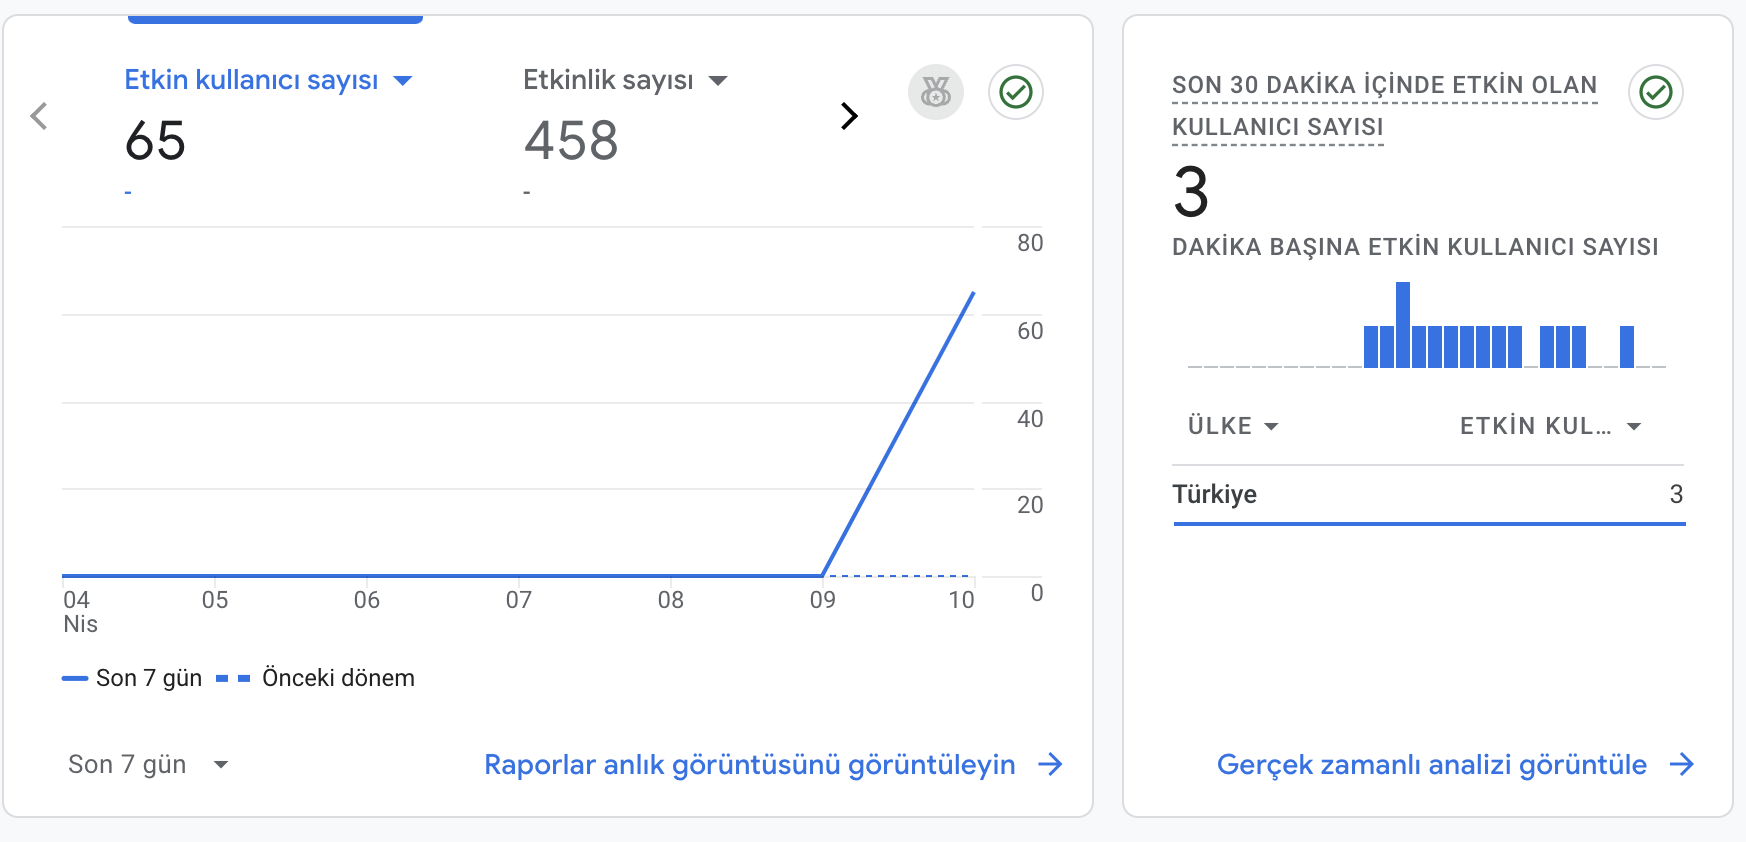 Etkin kullanıcı sayısı
65
-
Etkinlik sayısı
458
-
80
60
40
20
0
04
Nis
05
06
07
08
09
10
Son 7 gün
Önceki dönem
Son 7 gün
Raporlar anlık görüntüsünü görüntüleyin
SON 30 DAKİKA İÇİNDE ETKİN OLAN
KULLANICI SAYISI
3
DAKİKA BAŞINA ETKİN KULLANICI SAYISI
ÜLKE
ETKİN KUL...
Türkiye
3
Gerçek zamanlı analizi görüntüle